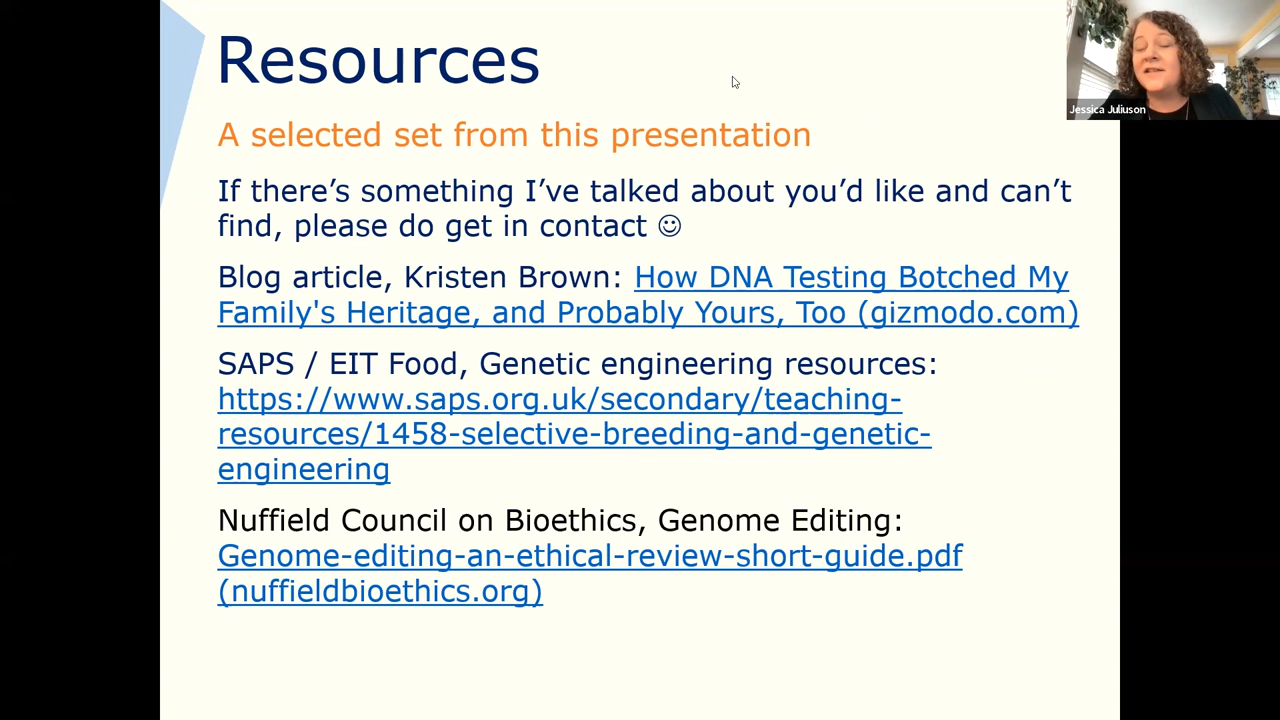 Resources
A selected set from this presentation
If there’s something I’ve talked about you’d like and can’t
find, please do get in contact ☺
Blog article, Kristen Brown: How DNA Testing Botched My
Family's Heritage, and Probably Yours, Too (gizmodo.com)
SAPS / EIT Food, Genetic engineering resources:
https://www.saps.org.uk/secondary/teaching-
resources/1458-selective-breeding-and-genetic-
engineering
Nuffield Council on Bioethics, Genome Editing:
Genome-editing-an-ethical-review-short-guide.pdf
(nuffieldbioethics.org)
Jessica Juliuson